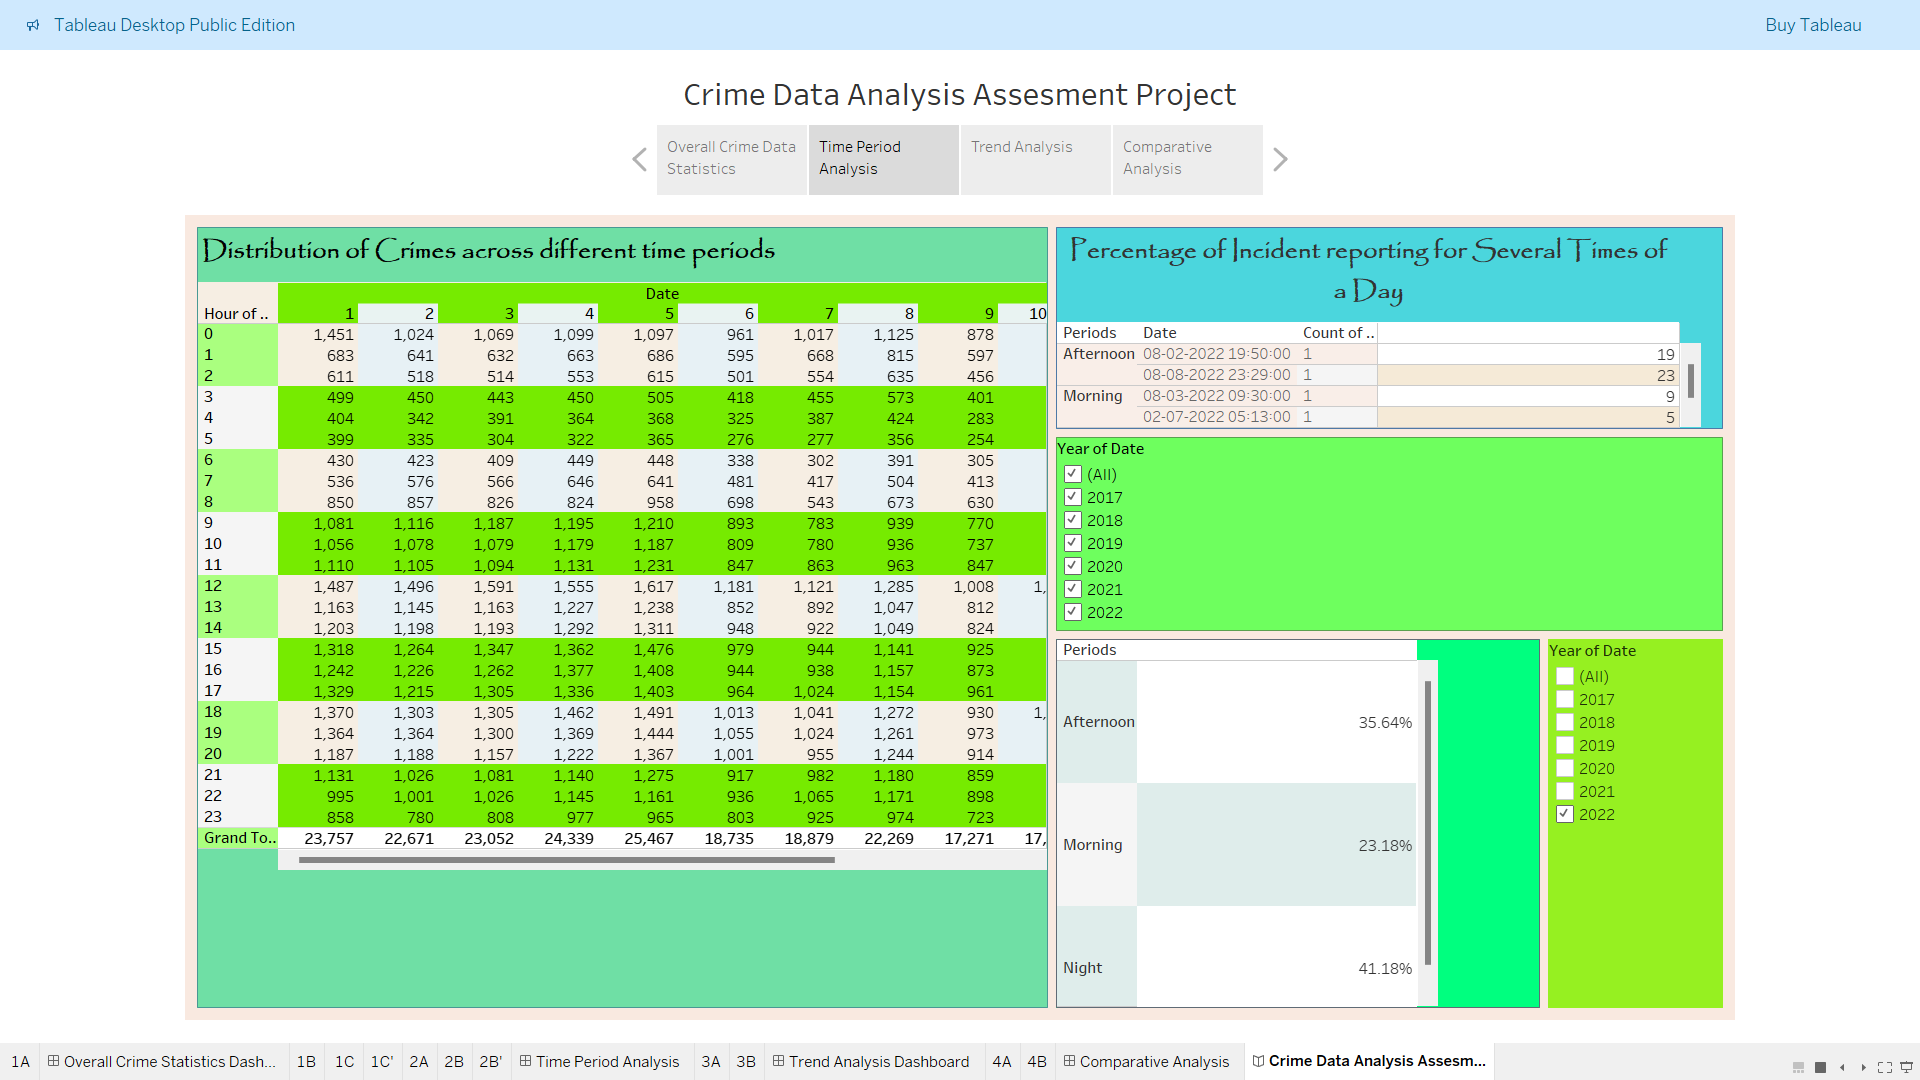 Tableau Desktop Public Edition
Buy Tableau
Crime Data Analysis Assesment Project
Overall Crime Data Statistics
Time Period Analysis
Trend Analysis
Comparative Analysis
Distribution of Crimes across different time periods
Date
Hour of .. 1 2 3 4 5 6 7 8 9 10
0 1,451 1,024 1,069 1,099 1,097 961 1,017 1,125 878
1 683 641 632 663 686 595 668 815 597
2 611 518 514 553 615 501 554 635 456
3 499 450 443 450 505 418 455 573 401
4 404 342 391 364 368 325 387 424 283
5 399 335 304 322 365 276 277 356 254
6 430 423 409 449 448 338 302 391 305
7 536 576 566 646 641 481 417 504 413
8 850 857 826 824 958 698 543 673 630
9 1,081 1,116 1,187 1,195 1,210 893 783 939 770
10 1,056 1,078 1,079 1,179 1,187 809 780 936 737
11 1,110 1,105 1,094 1,131 1,231 847 863 963 847
12 1,487 1,496 1,591 1,555 1,617 1,181 1,121 1,285 1,008 1,
13 1,163 1,145 1,163 1,227 1,238 852 892 1,047 812
14 1,203 1,198 1,193 1,292 1,311 948 922 1,049 824
15 1,318 1,264 1,347 1,362 1,476 979 944 1,141 925
16 1,242 1,226 1,262 1,377 1,408 944 938 1,157 873
17 1,329 1,215 1,305 1,336 1,403 964 1,024 1,154 961
18 1,370 1,303 1,305 1,462 1,491 1,013 1,041 1,272 930 1,
19 1,364 1,364 1,300 1,369 1,444 1,055 1,024 1,261 973
20 1,187 1,188 1,157 1,222 1,367 1,001 955 1,244 914
21 1,131 1,026 1,081 1,140 1,275 917 982 1,180 859
22 995 1,001 1,026 1,145 1,161 936 1,065 1,171 898
23 858 780 808 977 965 803 925 974 723
Grand To.. 23,757 22,671 23,052 24,339 25,467 18,735 18,879 22,269 17,271 17,
Percentage of Incident reporting for Several Times of
a Day
Periods Date Count of ..
Afternoon 08-02-2022 19:50:00 1 19
08-08-2022 23:29:00 1 23
Morning 08-03-2022 09:30:00 1 9
02-07-2022 05:13:00 1 5
Year of Date
(All)
2017
2018
2019
2020
2021
2022
Periods
Afternoon 35.64%
Morning 23.18%
Night 41.18%
Year of Date
(All)
2017
2018
2019
2020
2021
2022
1A Overall Crime Statistics Dash... 1B 1C 1C' 2A 2B 2B' Time Period Analysis 3A 3B Trend Analysis Dashboard 4A 4B Comparative Analysis Crime Data Analysis Assesm...